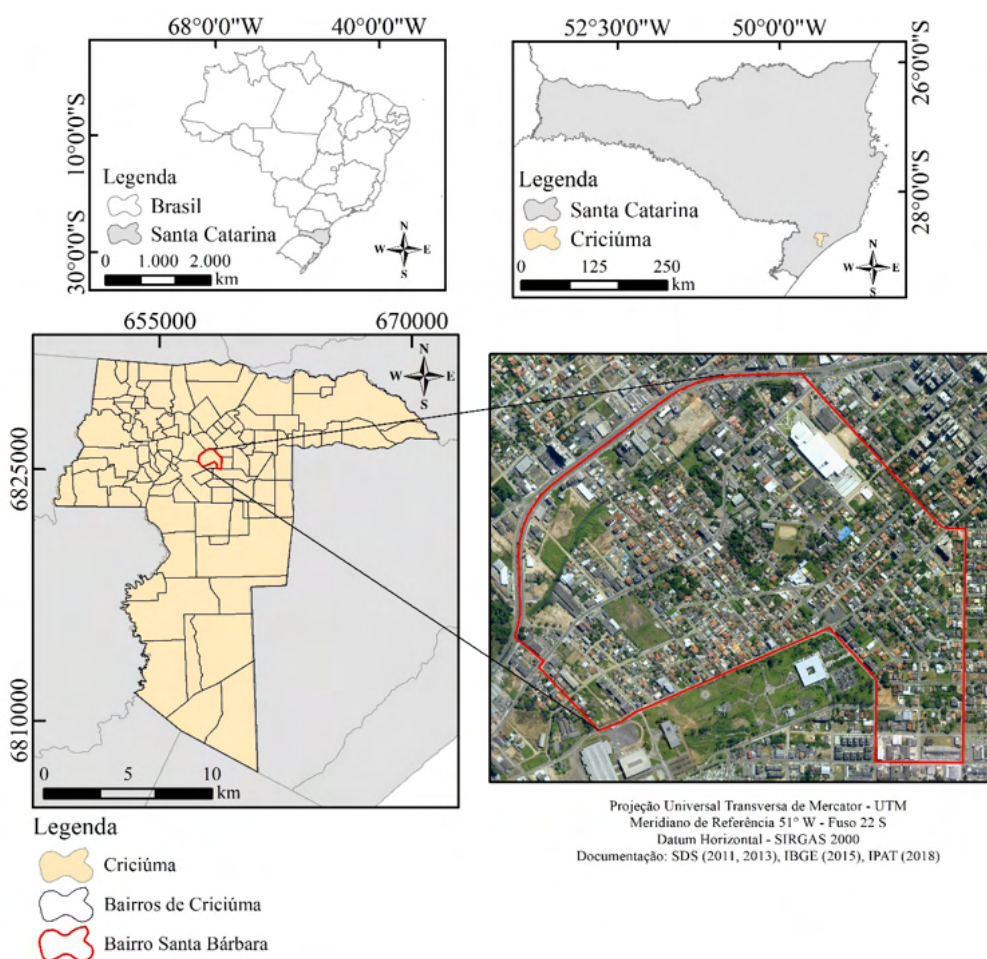 68°0'0"W 40°0'0"W
10°0'0"S
30°0'0"S
Legenda
Brasil
Santa Catarina
0 1.000 2.000
km
N
W E
S
52°30'0"W 50°0'0"W
26°0'0"S
28°0'0"S
Legenda
Santa Catarina
Criciúma
0 125 250
km
N
W E
S
655000 670000
6825000
6810000
N
W E
S
0 5 10
km
Legenda
Criciúma
Bairros de Criciúma
Bairro Santa Bárbara
Projeção Universal Transversa de Mercator - UTM
Meridiano de Referência 51° W - Fuso 22 S
Datum Horizontal - SIRGAS 2000
Documentação: SDS (2011, 2013), IBGE (2015), IPAT (2018)